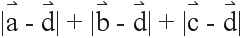 |a⃗ - d⃗| + |b⃗ - d⃗| + |c⃗ - d⃗|